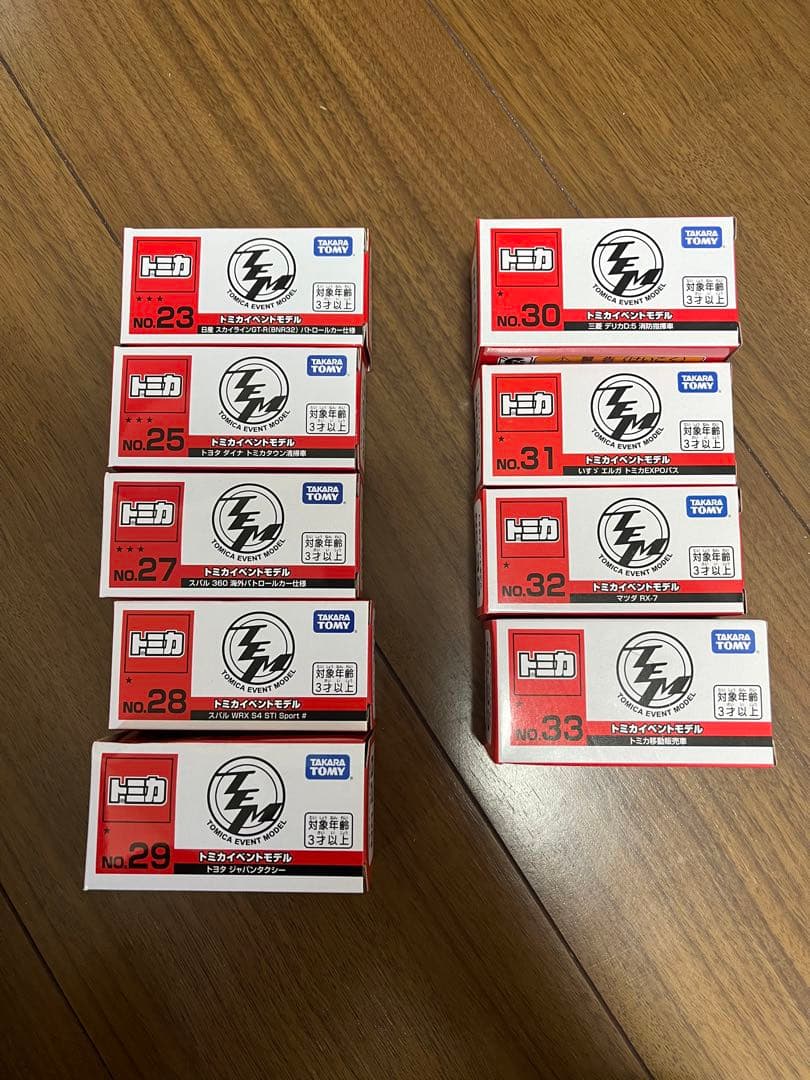 トミカ
TEM
TOMICA EVENT MODEL
TAKARA TOMY
対象年齢
3才以上
★★★
NO.23
トミカイベントモデル
日産 スカイラインGT-R(BNR32) パトロールカー仕様
トミカ
TEM
TOMICA EVENT MODEL
TAKARA TOMY
対象年齢
3才以上
★★★
NO.25
トミカイベントモデル
トヨタ ダイナ トミカタウン清掃車
トミカ
TEM
TOMICA EVENT MODEL
TAKARA TOMY
対象年齢
3才以上
★★★
NO.27
トミカイベントモデル
スバル 360 海外パトロールカー仕様
トミカ
TEM
TOMICA EVENT MODEL
TAKARA TOMY
対象年齢
3才以上
★
NO.28
トミカイベントモデル
スバル WRX S4 STI Sport #
トミカ
TEM
TOMICA EVENT MODEL
TAKARA TOMY
対象年齢
3才以上
★
NO.29
トミカイベントモデル
トヨタ ジャパンタクシー
トミカ
TEM
TOMICA EVENT MODEL
TAKARA TOMY
対象年齢
3才以上
★
NO.30
トミカイベントモデル
三菱 デリカD:5 消防指揮車
トミカ
TEM
TOMICA EVENT MODEL
TAKARA TOMY
対象年齢
3才以上
★
NO.31
トミカイベントモデル
いすゞ エルガ トミカEXPOバス
トミカ
TEM
TOMICA EVENT MODEL
TAKARA TOMY
対象年齢
3才以上
★
NO.32
トミカイベントモデル
マツダ RX-7
トミカ
TEM
TOMICA EVENT MODEL
TAKARA TOMY
対象年齢
3才以上
★
NO.33
トミカイベントモデル
トミカ移動販売車